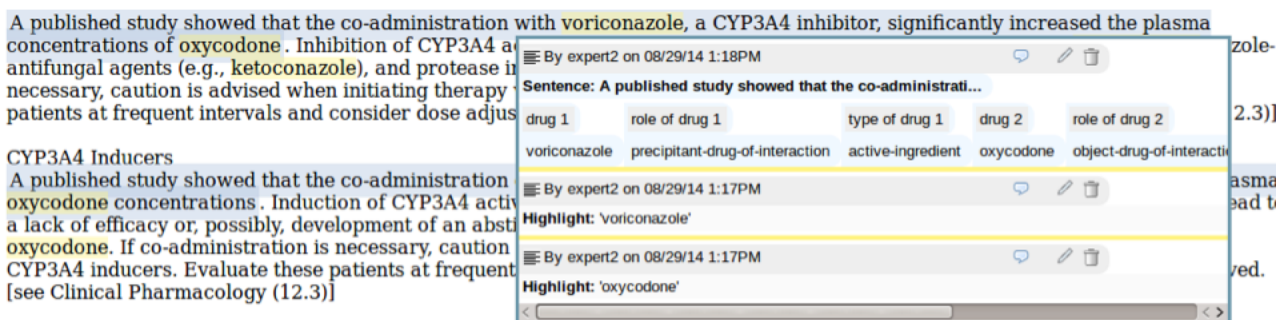 A published study showed that the co-administration with voriconazole, a CYP3A4 inhibitor, significantly increased the plasma
concentrations of oxycodone. Inhibition of CYP3A4 zole-
antifungal agents (e.g., ketoconazole), and protease
necessary, caution is advised when initiating therapy
patients at frequent intervals and consider dose 2.3)]
By expert2 on 08/29/14 1:18PM
Sentence: A published study showed that the co-administrati...
drug 1 role of drug 1 type of drug 1 drug 2 role of drug 2
voriconazole precipitant-drug-of-interaction active-ingredient oxycodone object-drug-of-interacti
By expert2 on 08/29/14 1:17PM
Highlight: 'voriconazole'
By expert2 on 08/29/14 1:17PM
Highlight: 'oxycodone'
CYP3A4 Inducers
A published study showed that the co-administration asma
oxycodone concentrations. Induction of CYP3A4 ead to
a lack of efficacy or, possibly, development of an
oxycodone. If co-administration is necessary, caution
CYP3A4 inducers. Evaluate these patients at frequent ved.
[see Clinical Pharmacology (12.3)]